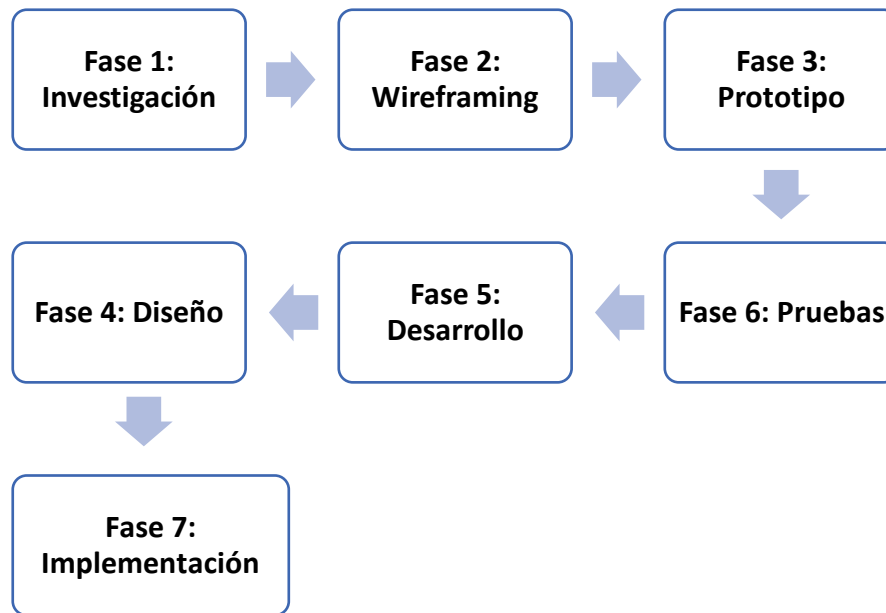 Fase 1:
Investigación
Fase 2:
Wireframing
Fase 3:
Prototipo
Fase 4: Diseño
Fase 5:
Desarrollo
Fase 6: Pruebas
Fase 7:
Implementación